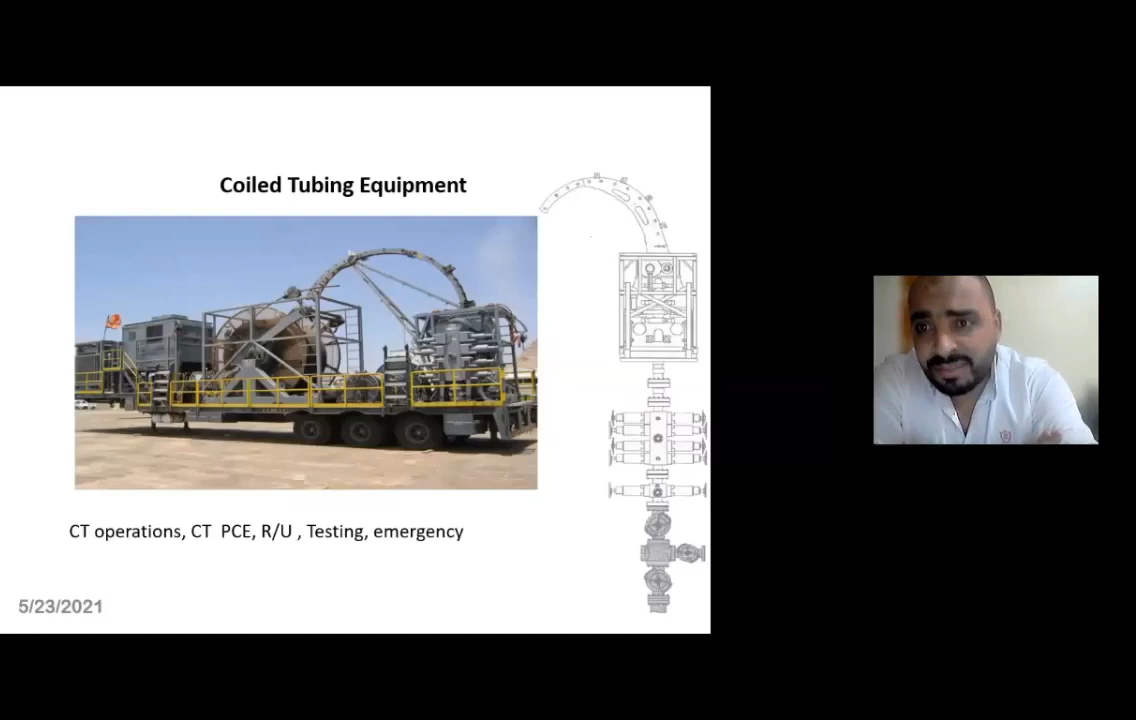 Coiled Tubing Equipment
CT operations, CT PCE, R/U , Testing, emergency
5/23/2021